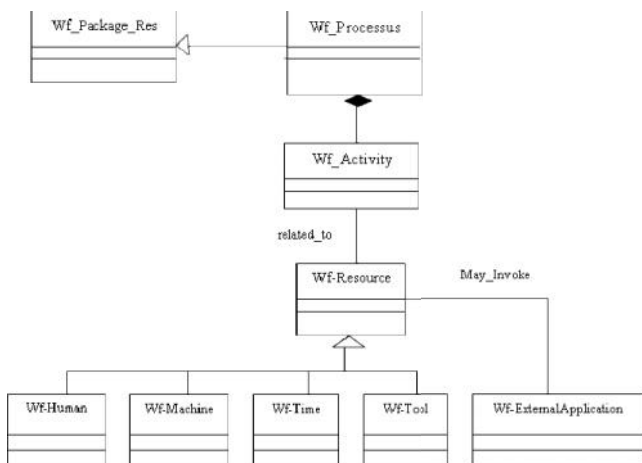 Wf_Package_Res
Wf_Processus
Wf_Activity
related_to
Wf-Resource
May_Invoke
Wf-Human
Wf-Machine
Wf-Time
Wf-Tool
Wf-ExternalApplication